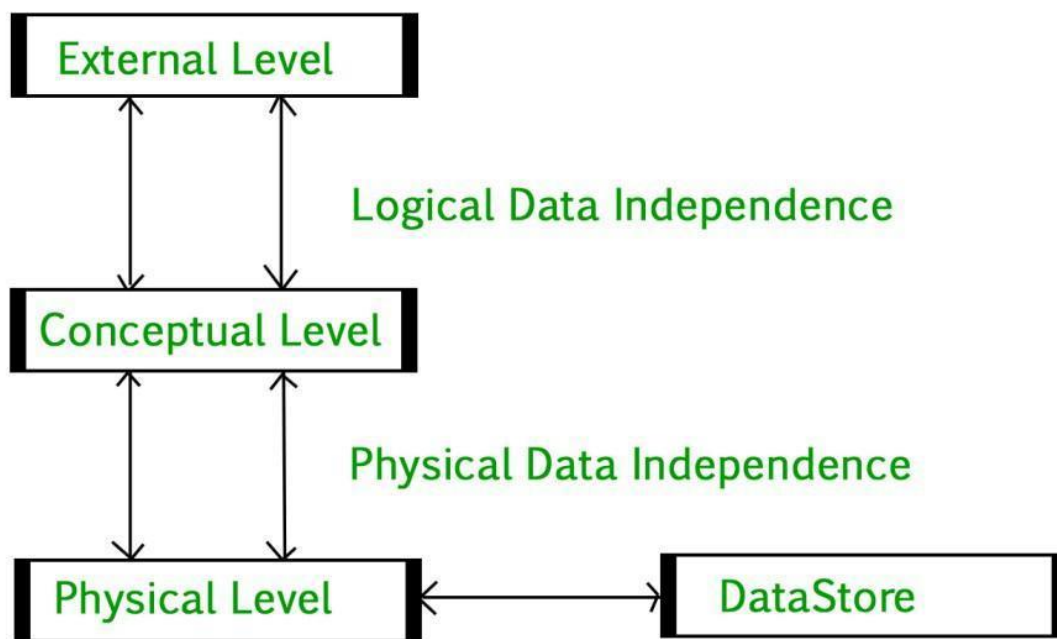 External Level
Logical Data Independence
Conceptual Level
Physical Data Independence
Physical Level
DataStore